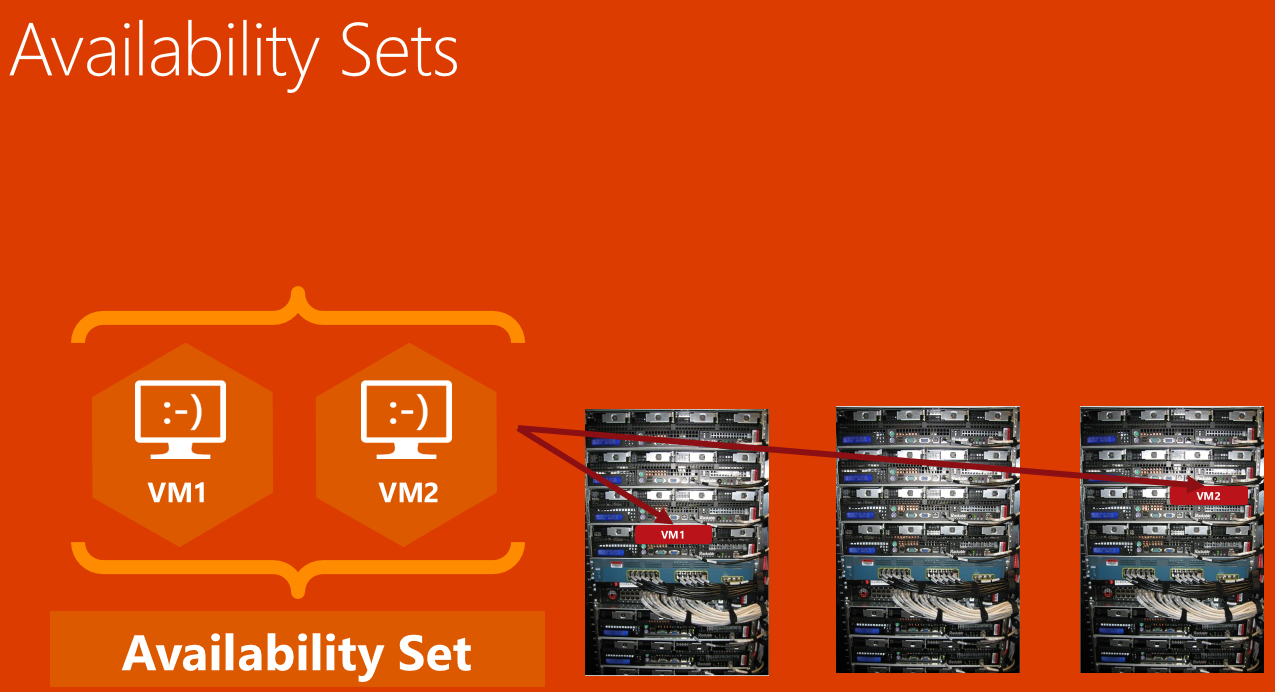 Availability Sets
:-)
:-)
VM1
VM2
VM1
VM2
Availability Set